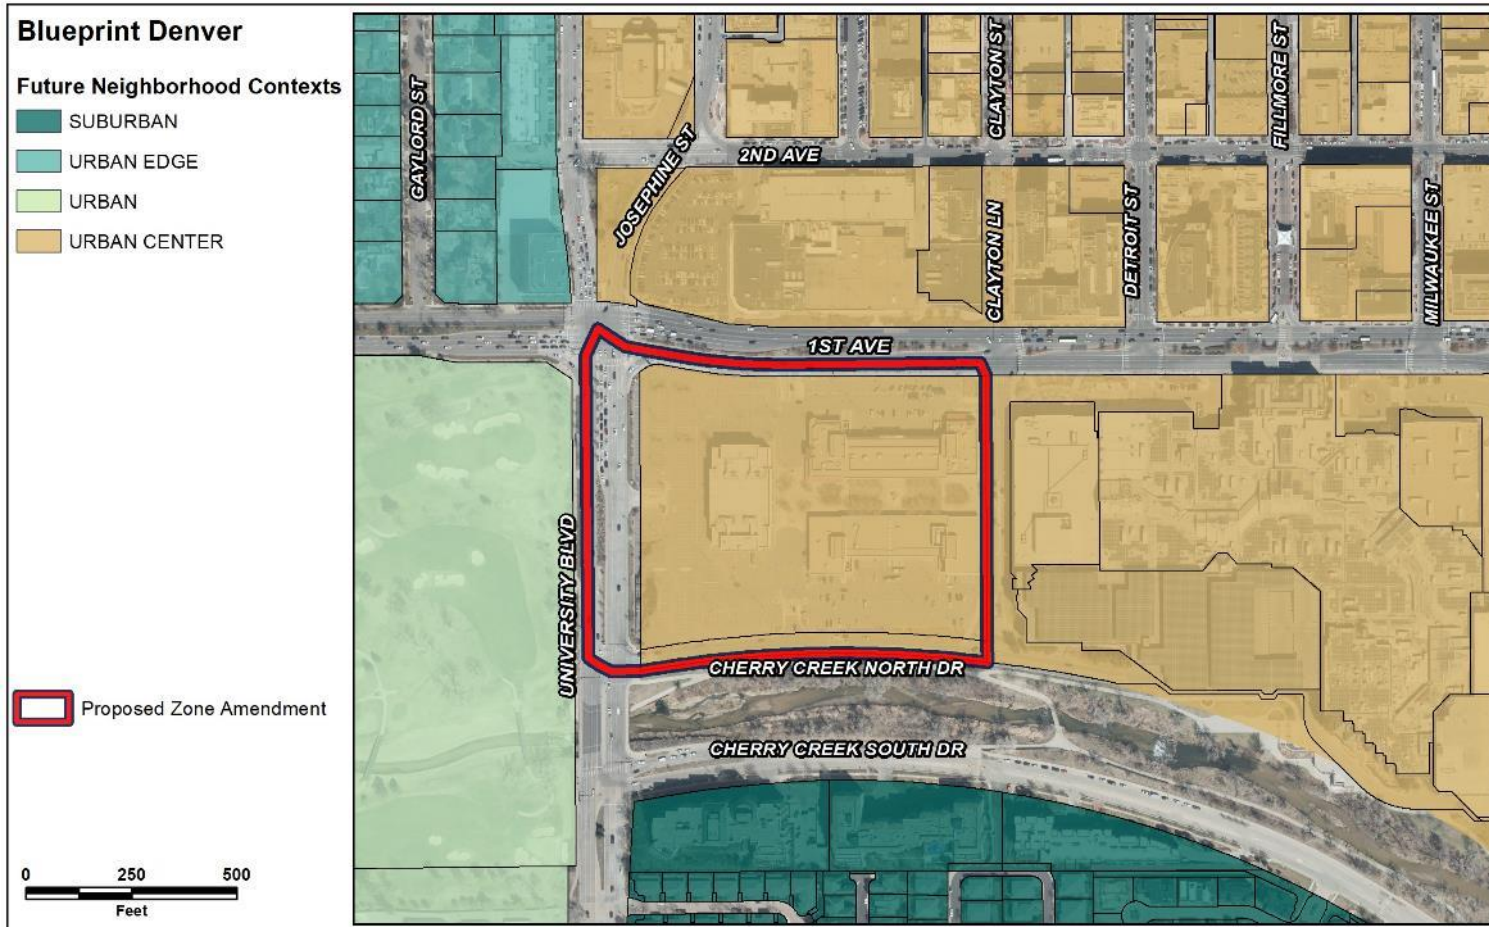 Blueprint Denver
Future Neighborhood Contexts
SUBURBAN
URBAN EDGE
URBAN
URBAN CENTER
Proposed Zone Amendment
0 250 500
Feet
GAYLORD ST
JOSEPHINE ST
2ND AVE
CLAYTON ST
CLAYTON LN
DETROIT ST
FILLMORE ST
MILWAUKEE ST
1ST AVE
UNIVERSITY BLVD
CHERRY CREEK NORTH DR
CHERRY CREEK SOUTH DR